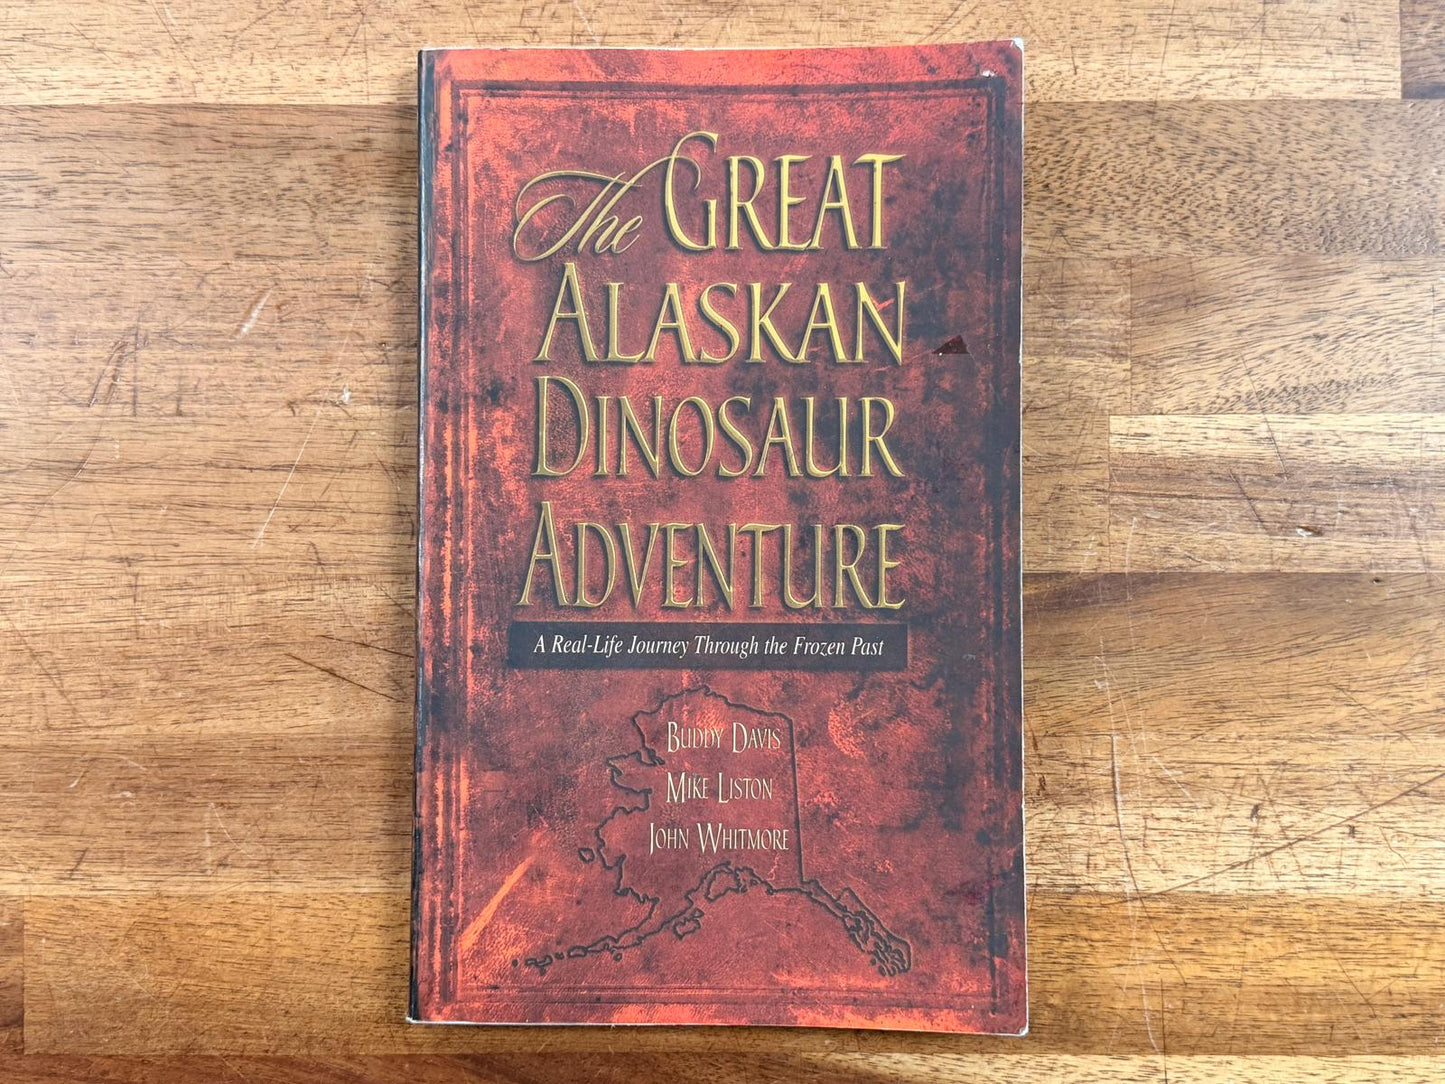 The GREAT
ALASKAN
DINOSAUR
ADVENTURE
A Real-Life Journey Through the Frozen Past
BUDDY DAVIS
MIKE LISTON
JOHN WHITMORE